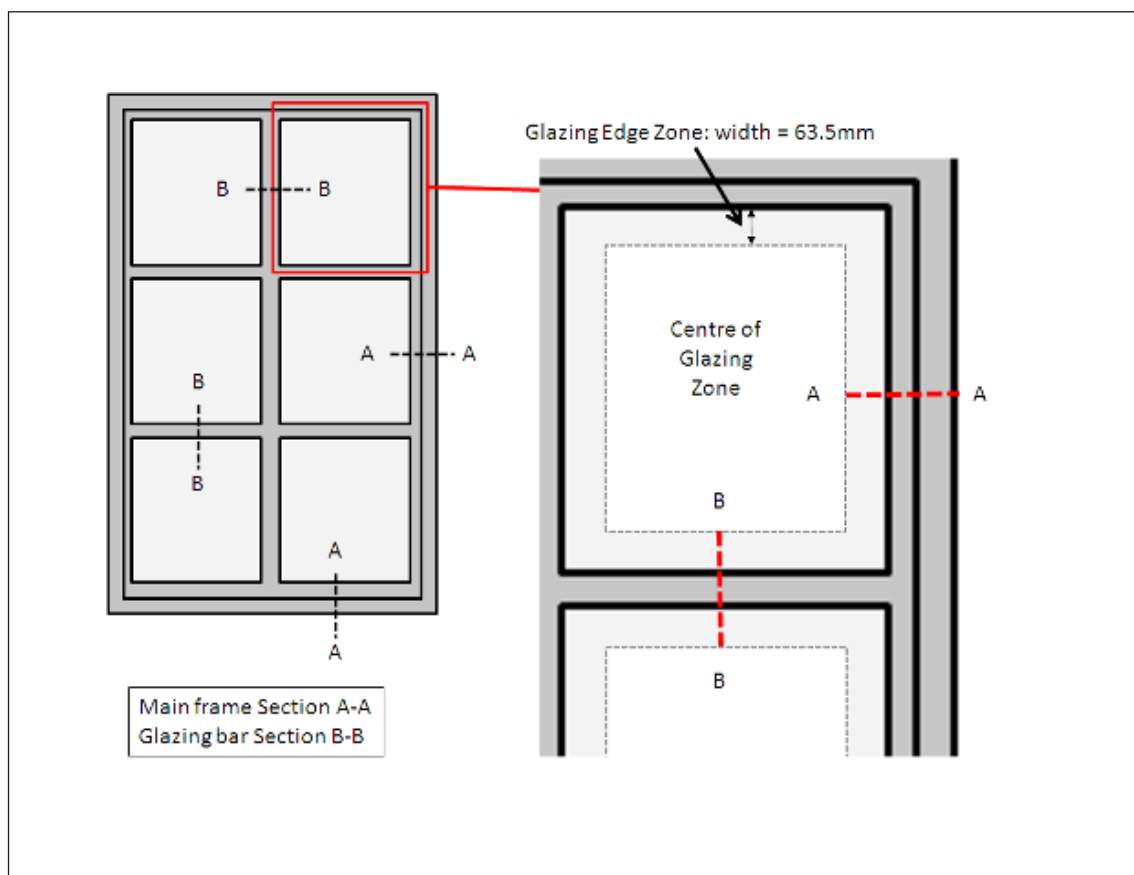 B
B
A
A
B
B
A
A
Main frame Section A-A
Glazing bar Section B-B
Glazing Edge Zone: width = 63.5mm
Centre of
Glazing
Zone
A
A
B
B